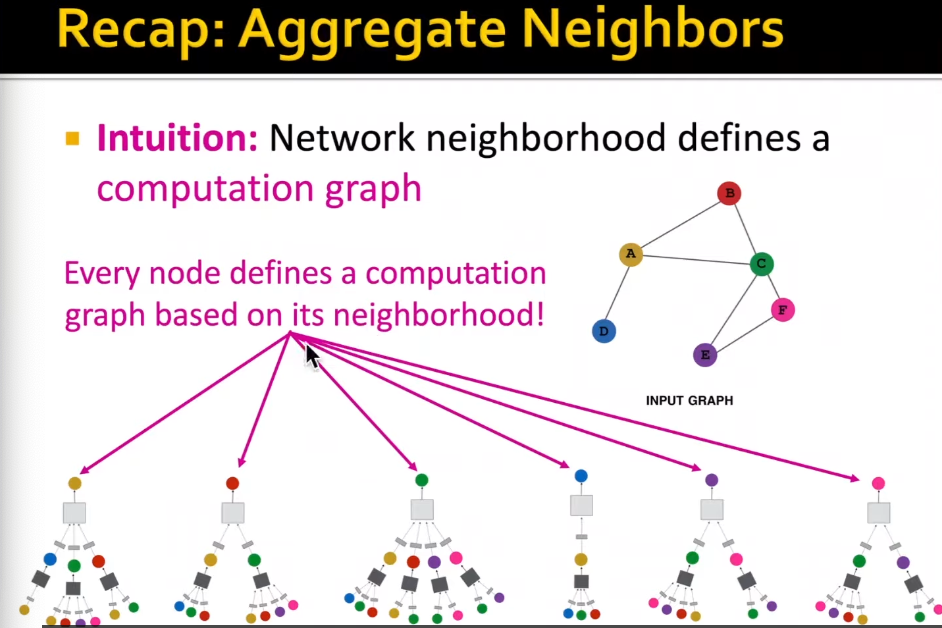 Recap: Aggregate Neighbors
Intuition: Network neighborhood defines a
computation graph
Every node defines a computation
graph based on its neighborhood!
B
A
C
F
D
E
INPUT GRAPH